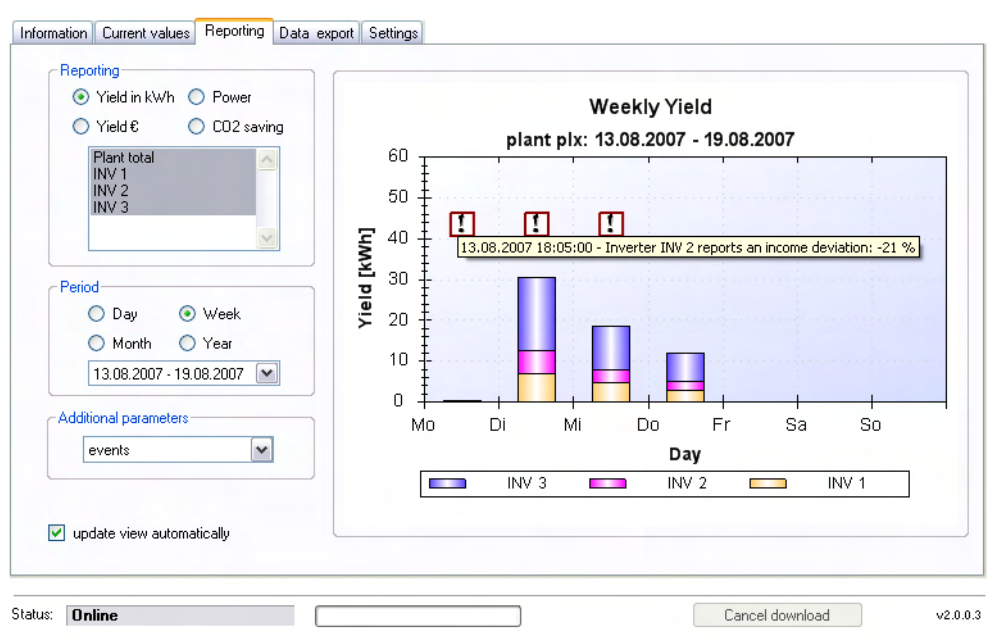 Information Current values Reporting Data export Settings
Reporting
Yield in kWh Power
Yield € CO2 saving
Plant total
INV 1
INV 2
INV 3
Period
Day Week
Month Year
13.08.2007 - 19.08.2007
Additional parameters
events
update view automatically
Weekly Yield
plant plx: 13.08.2007 - 19.08.2007
Yield [kWh]
60
50
40
30
20
10
0
! ! !
13.08.2007 18:05:00 - Inverter INV 2 reports an income deviation: -21 %
Mo Di Mi Do Fr Sa So
Day
INV 3 INV 2 INV 1
Status: Online Cancel download v2.0.0.3